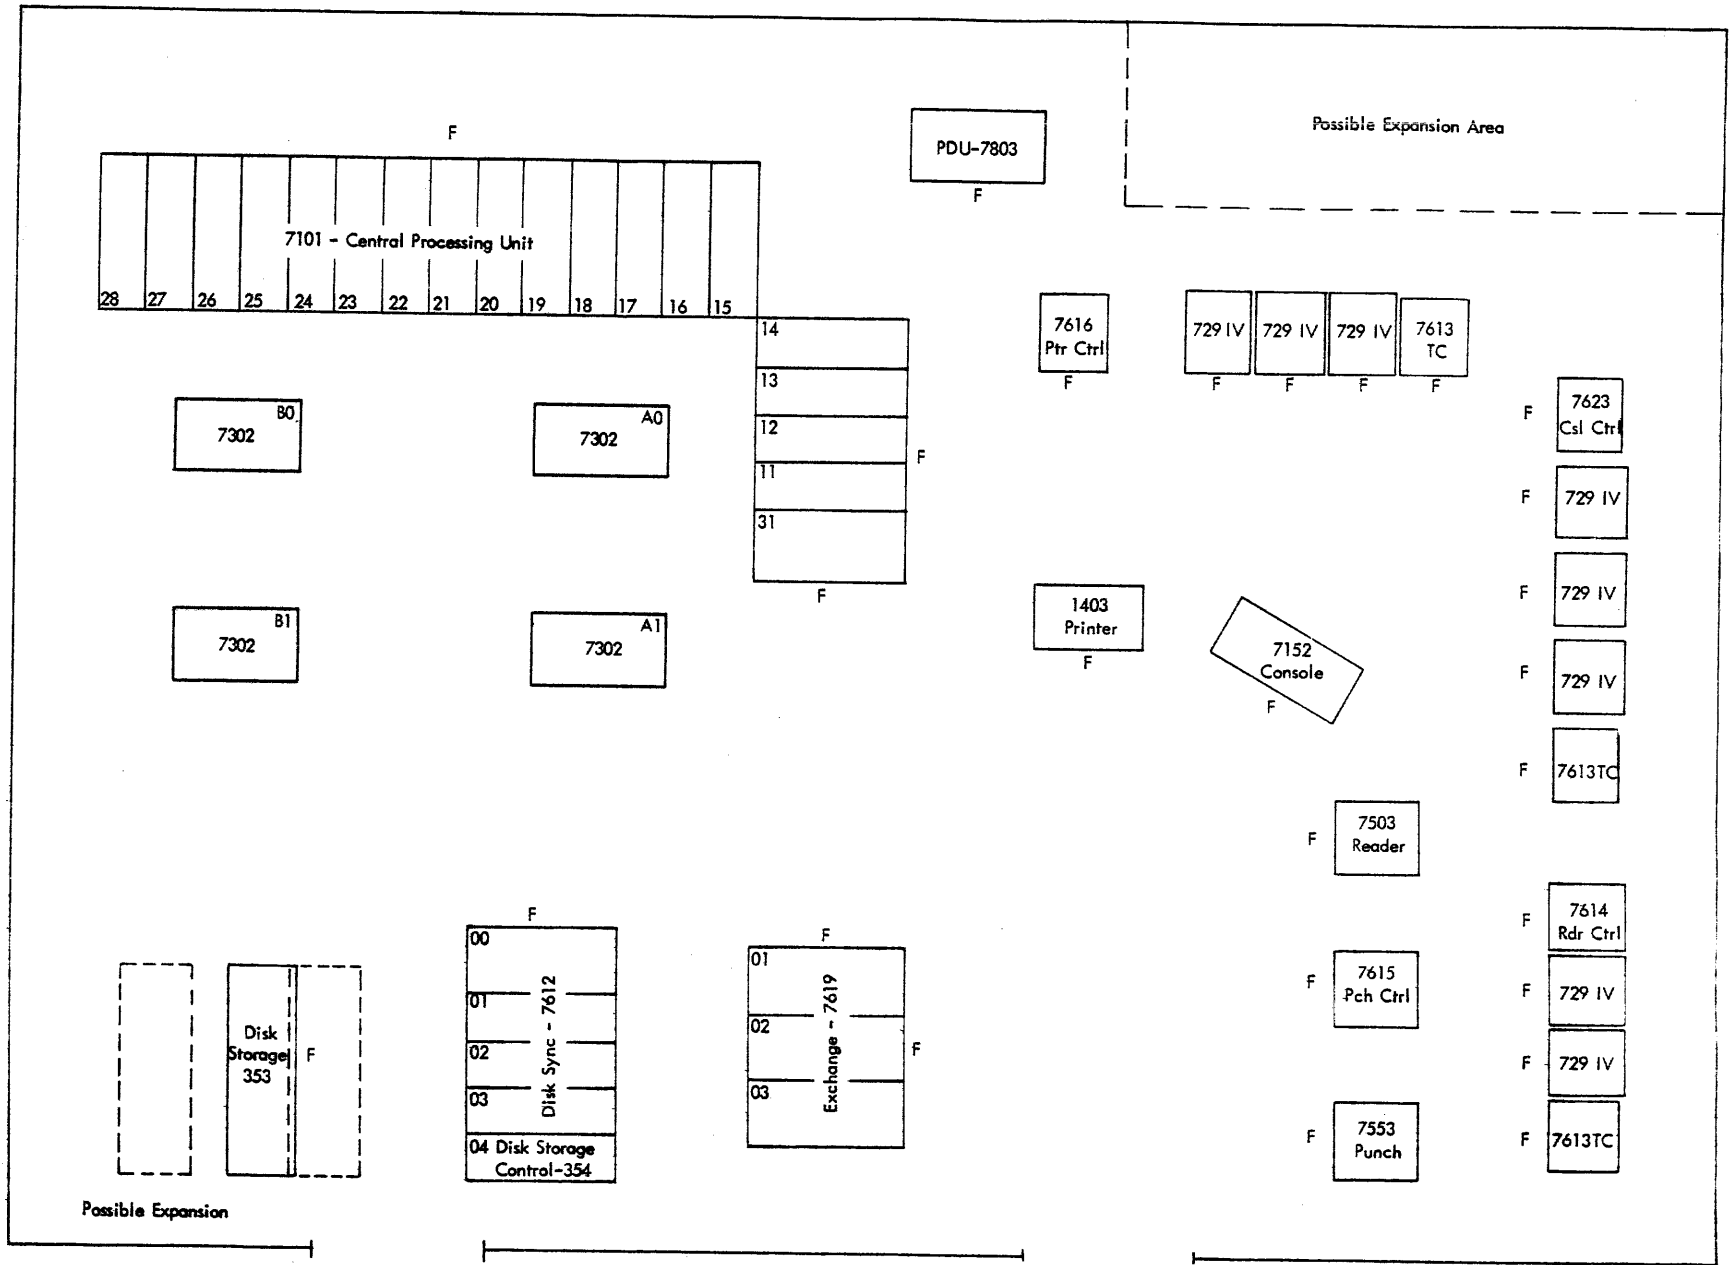 Possible Expansion Area
F
PDU-7803
F
7101 - Central Processing Unit
28 27 26 25 24 23 22 21 20 19 18 17 16 15
14
13
12
11
31
F
F
B0
7302
A0
7302
B1
7302
A1
7302
7616
Ptr Ctrl
F
729 IV
F
729 IV
F
729 IV
F
7613
TC
F
F
7623
Csl Ctrl
F
729 IV
F
729 IV
F
729 IV
F
7613TC
1403
Printer
F
7152
Console
F
F
7503
Reader
F
7614
Rdr Ctrl
F
7615
Pch Ctrl
F
729 IV
F
729 IV
F
7553
Punch
F
7613TC
F
00
01
02
03
Disk Sync - 7612
04 Disk Storage
Control-354
F
01
02
03
Exchange - 7619
F
Disk
Storage
353
F
Possible Expansion